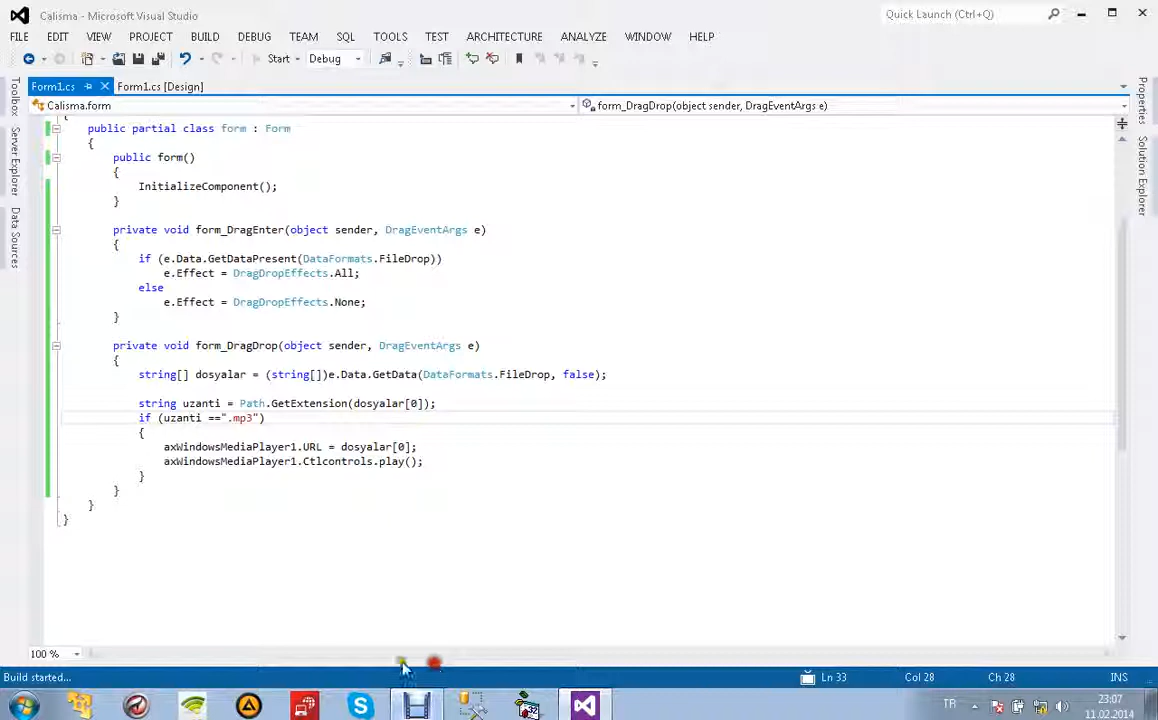 Calisma - Microsoft Visual Studio
Quick Launch (Ctrl+Q)
FILE EDIT VIEW PROJECT BUILD DEBUG TEAM SQL TOOLS TEST ARCHITECTURE ANALYZE WINDOW HELP
Start Debug
Form1.cs Form1.cs [Design]
Calisma.form form_DragDrop(object sender, DragEventArgs e)
Toolbox
Server Explorer
Data Sources
Properties
Solution Explorer
{
public partial class form : Form
{
public form()
{
InitializeComponent();
}
private void form_DragEnter(object sender, DragEventArgs e)
{
if (e.Data.GetDataPresent(DataFormats.FileDrop))
e.Effect = DragDropEffects.All;
else
e.Effect = DragDropEffects.None;
}
private void form_DragDrop(object sender, DragEventArgs e)
{
string[] dosyalar = (string[])e.Data.GetData(DataFormats.FileDrop, false);
string uzanti = Path.GetExtension(dosyalar[0]);
if (uzanti ==".mp3")
{
axWindowsMediaPlayer1.URL = dosyalar[0];
axWindowsMediaPlayer1.Ctlcontrols.play();
}
}
}
}
100 %
Build started... Ln 33 Col 28 Ch 28 INS
TR 23:07
11.02.2014